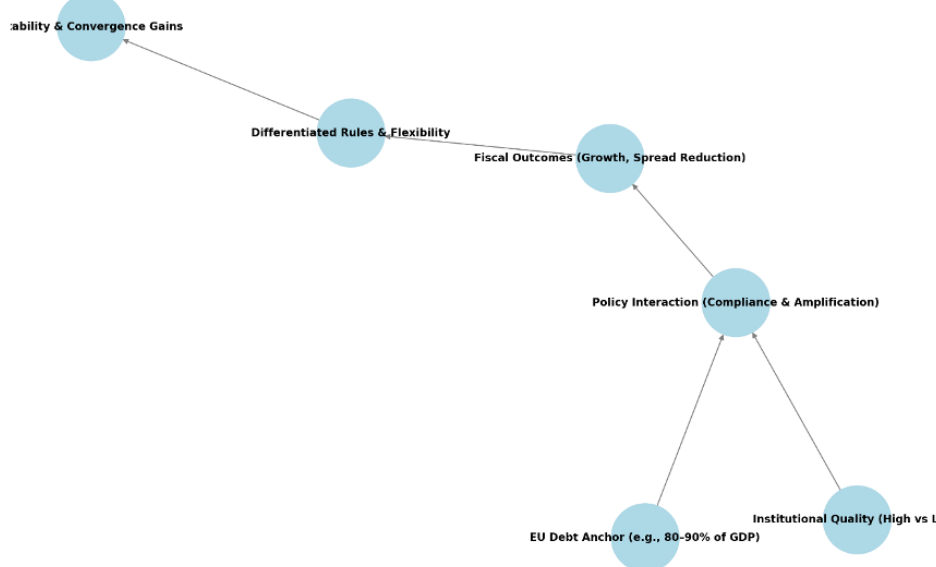 ability & Convergence Gains
Differentiated Rules & Flexibility
Fiscal Outcomes (Growth, Spread Reduction)
Policy Interaction (Compliance & Amplification)
Institutional Quality (High vs L
EU Debt Anchor (e.g., 80–90% of GDP)